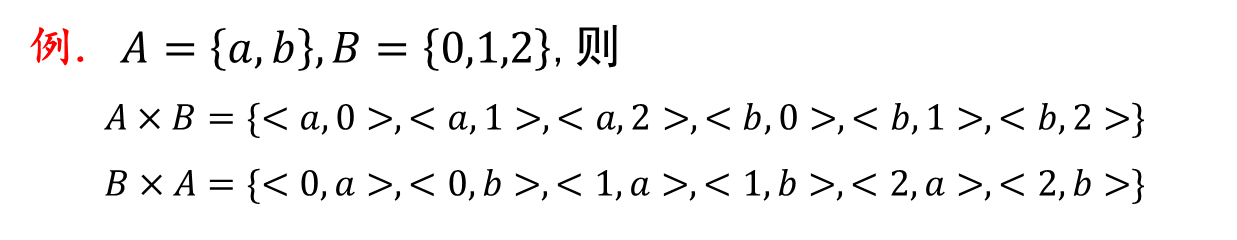 例. A = {a, b}, B = {0,1,2}, 则
A × B = {< a, 0 >, < a, 1 >, < a, 2 >, < b, 0 >, < b, 1 >, < b, 2 >}
B × A = {< 0, a >, < 0, b >, < 1, a >, < 1, b >, < 2, a >, < 2, b >}